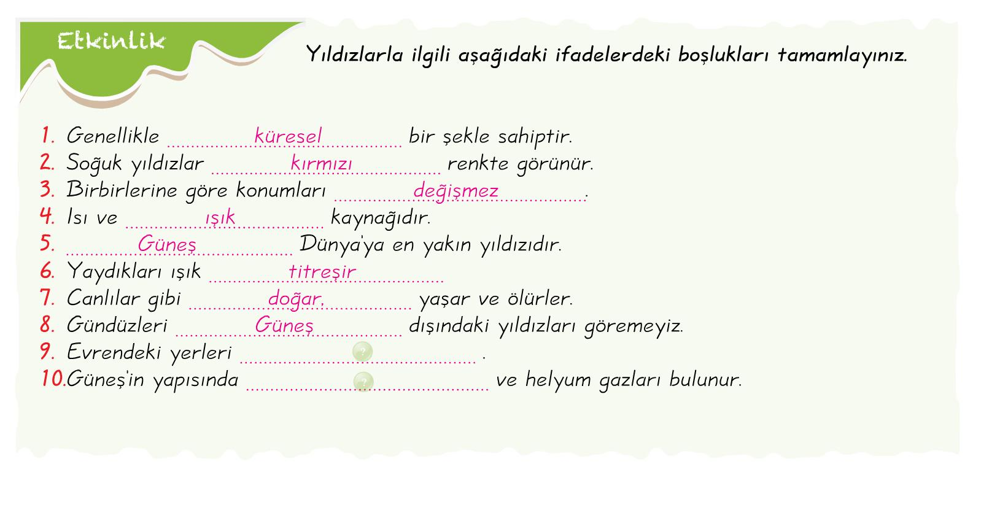 Etkinlik
Yıldızlarla ilgili aşağıdaki ifadelerdeki boşlukları tamamlayınız.
1. Genellikle küresel bir şekle sahiptir.
2. Soğuk yıldızlar kırmızı renkte görünür.
3. Birbirlerine göre konumları değişmez.
4. Isı ve ışık kaynağıdır.
5. Güneş Dünya'ya en yakın yıldızıdır.
6. Yaydıkları ışık titreşir
7. Canlılar gibi doğar, yaşar ve ölürler.
8. Gündüzleri Güneş dışındaki yıldızları göremeyiz.
9. Evrendeki yerleri ? .
10. Güneş'in yapısında ? ve helyum gazları bulunur.